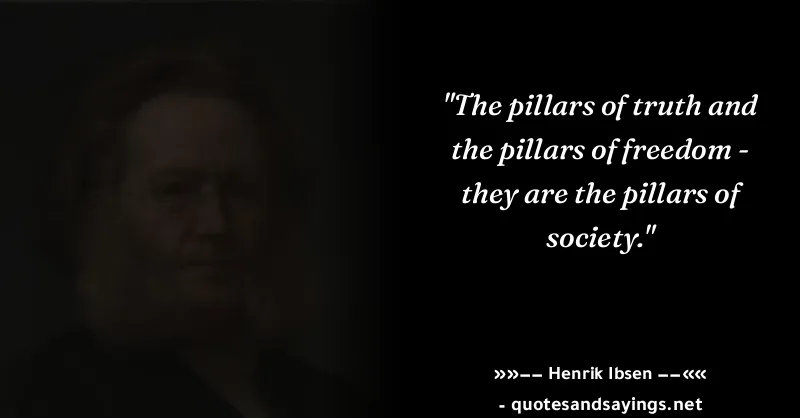 "The pillars of truth and
the pillars of freedom -
they are the pillars of
society."
»»—— Henrik Ibsen ——««
- quotesandsayings.net